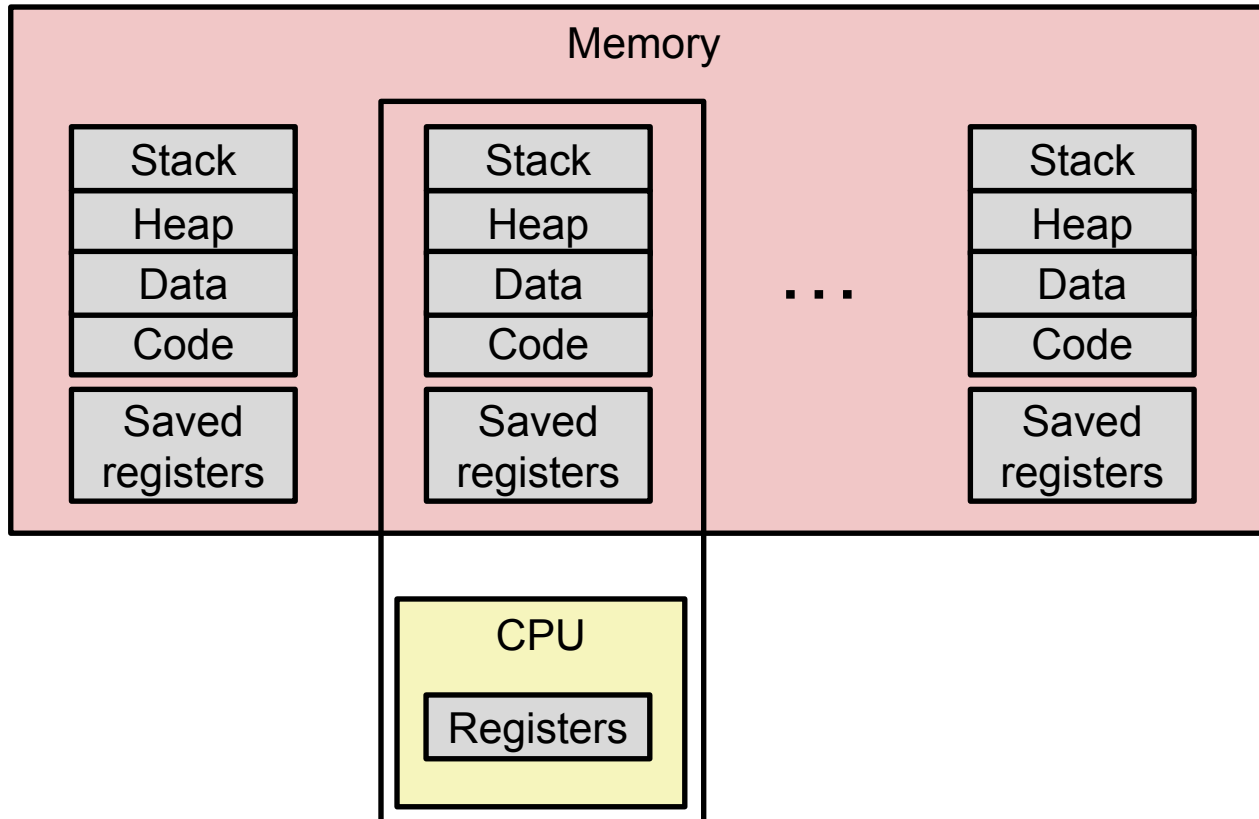 Memory
Stack
Heap
Data
Code
Saved
registers
Stack
Heap
Data
Code
Saved
registers
...
Stack
Heap
Data
Code
Saved
registers
CPU
Registers